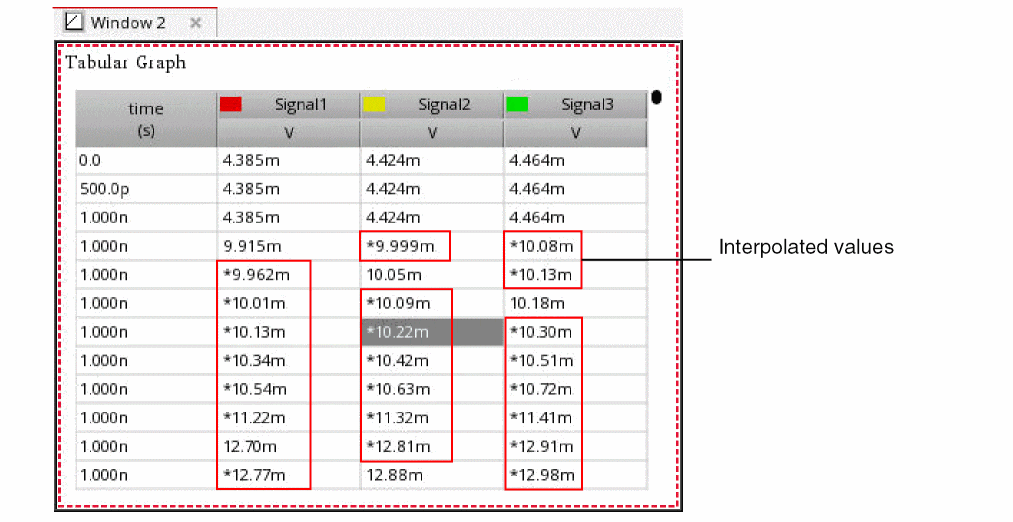 Window 2
Tabular Graph
time (s) Signal1 Signal2 Signal3
V V V
0.0 4.385m 4.424m 4.464m
500.0p 4.385m 4.424m 4.464m
1.000n 4.385m 4.424m 4.464m
1.000n 9.915m *9.999m *10.08m
1.000n *9.962m 10.05m *10.13m
1.000n *10.01m *10.09m 10.18m
1.000n *10.13m *10.22m *10.30m
1.000n *10.34m *10.42m *10.51m
1.000n *10.54m *10.63m *10.72m
1.000n *11.22m *11.32m *11.41m
1.000n 12.70m *12.81m *12.91m
1.000n *12.77m 12.88m *12.98m
Interpolated values